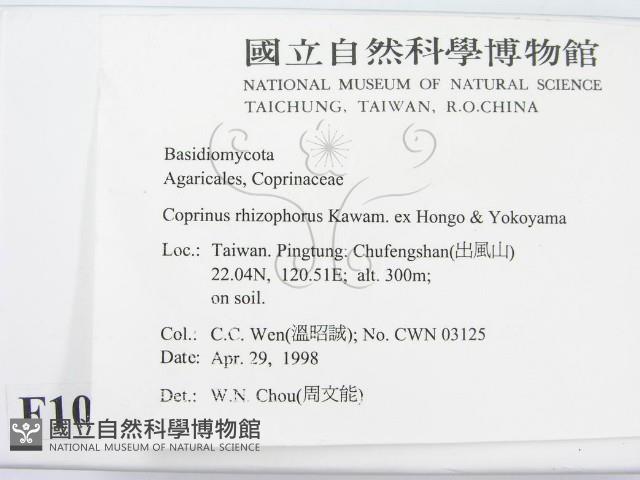 國立自然科學博物館
NATIONAL MUSEUM OF NATURAL SCIENCE
TAICHUNG, TAIWAN, R.O.CHINA
Basidiomycota
Agaricales, Coprinaceae
Coprinus rhizophorus Kawam. ex Hongo & Yokoyama
Loc.: Taiwan. Pingtung. Chufengshan(出風山)
22.04N, 120.51E; alt. 300m;
on soil.
Col.: C.C. Wen(溫昭誠); No. CWN 03125
Date: Apr. 29, 1998
Det.: W.N. Chou(周文能)
F10
國立自然科學博物館
NATIONAL MUSEUM OF NATURAL SCIENCE